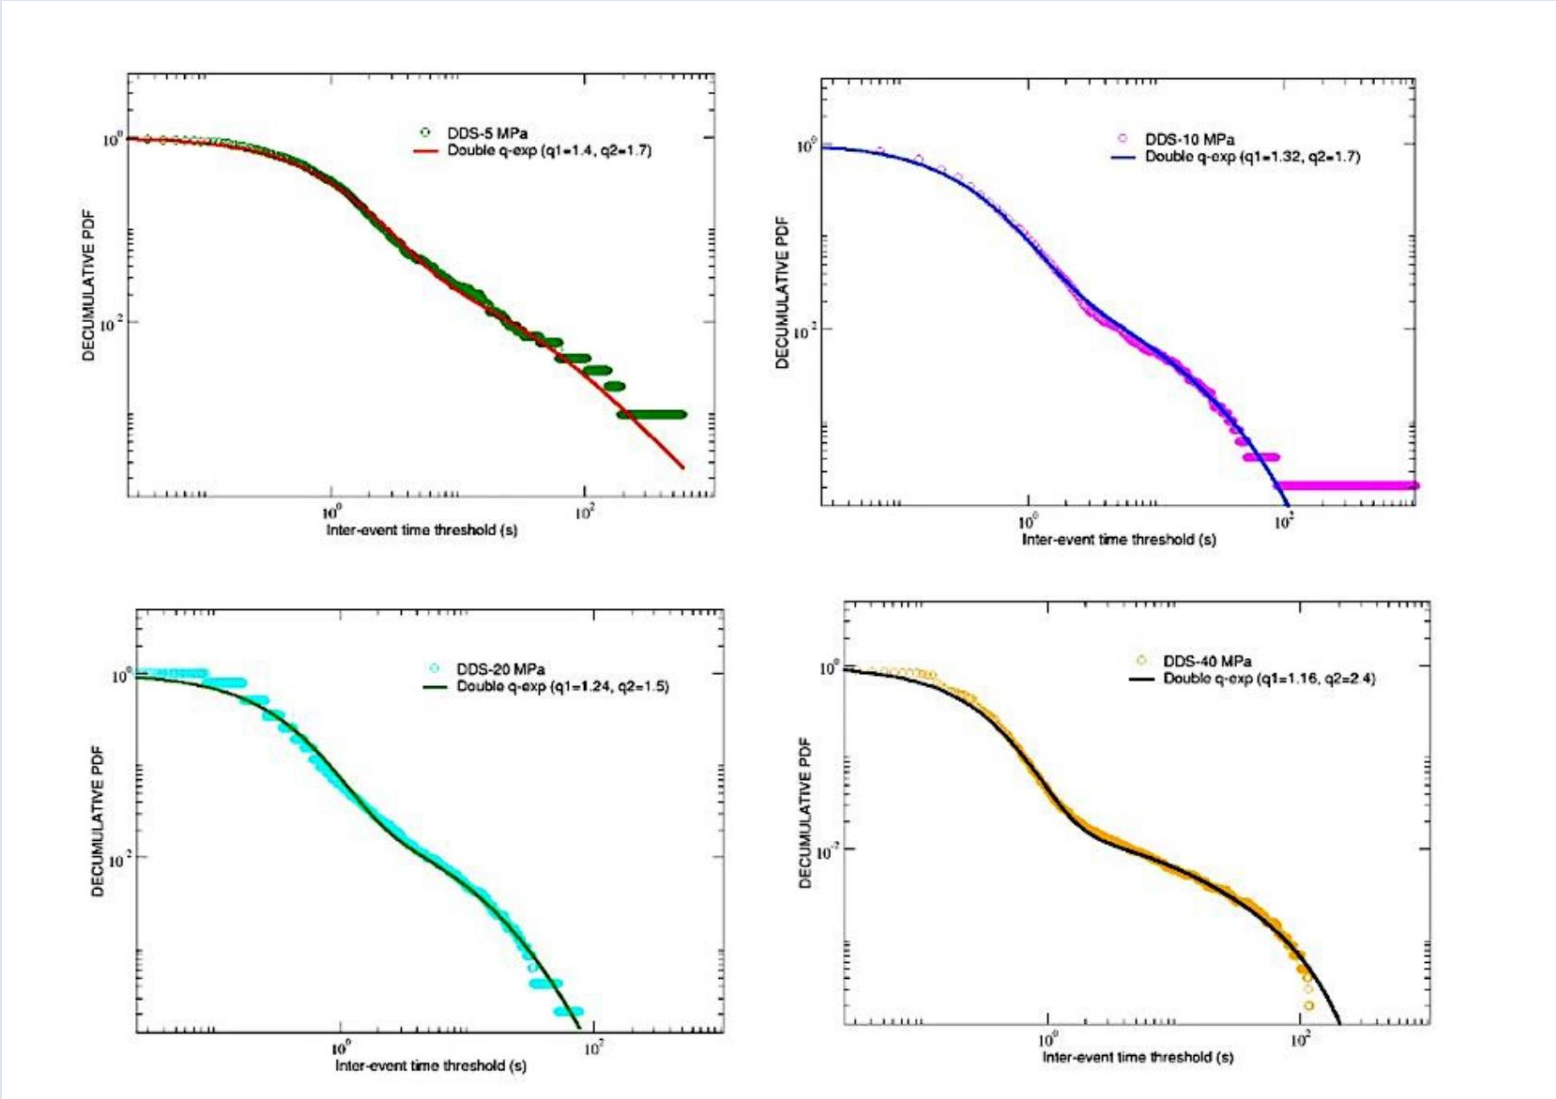 DDS-5 MPa
Double q-exp (q1=1.4, q2=1.7)
10⁰
10⁻²
DECUMULATIVE PDF
10⁰
10²
Inter-event time threshold (s)
DDS-10 MPa
Double q-exp (q1=1.32, q2=1.7)
10⁰
10⁻²
DECUMULATIVE PDF
10⁰
10²
Inter-event time threshold (s)
DDS-20 MPa
Double q-exp (q1=1.24, q2=1.5)
10⁰
10⁻²
DECUMULATIVE PDF
10⁰
10²
Inter-event time threshold (s)
DDS-40 MPa
Double q-exp (q1=1.16, q2=2.4)
10⁰
10⁻²
DECUMULATIVE PDF
10⁰
10²
Inter-event time threshold (s)